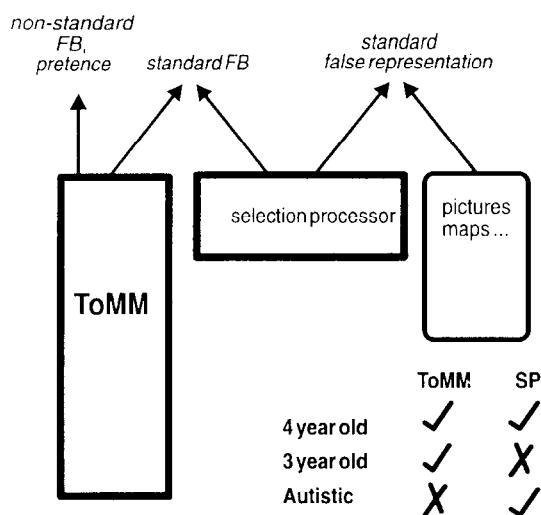 non-standard
FB,
pretence
standard FB
standard
false representation
ToMM
selection processor
pictures
maps ...
ToMM SP
4 year old ✓ ✓
3 year old ✓ ✗
Autistic ✗ ✓